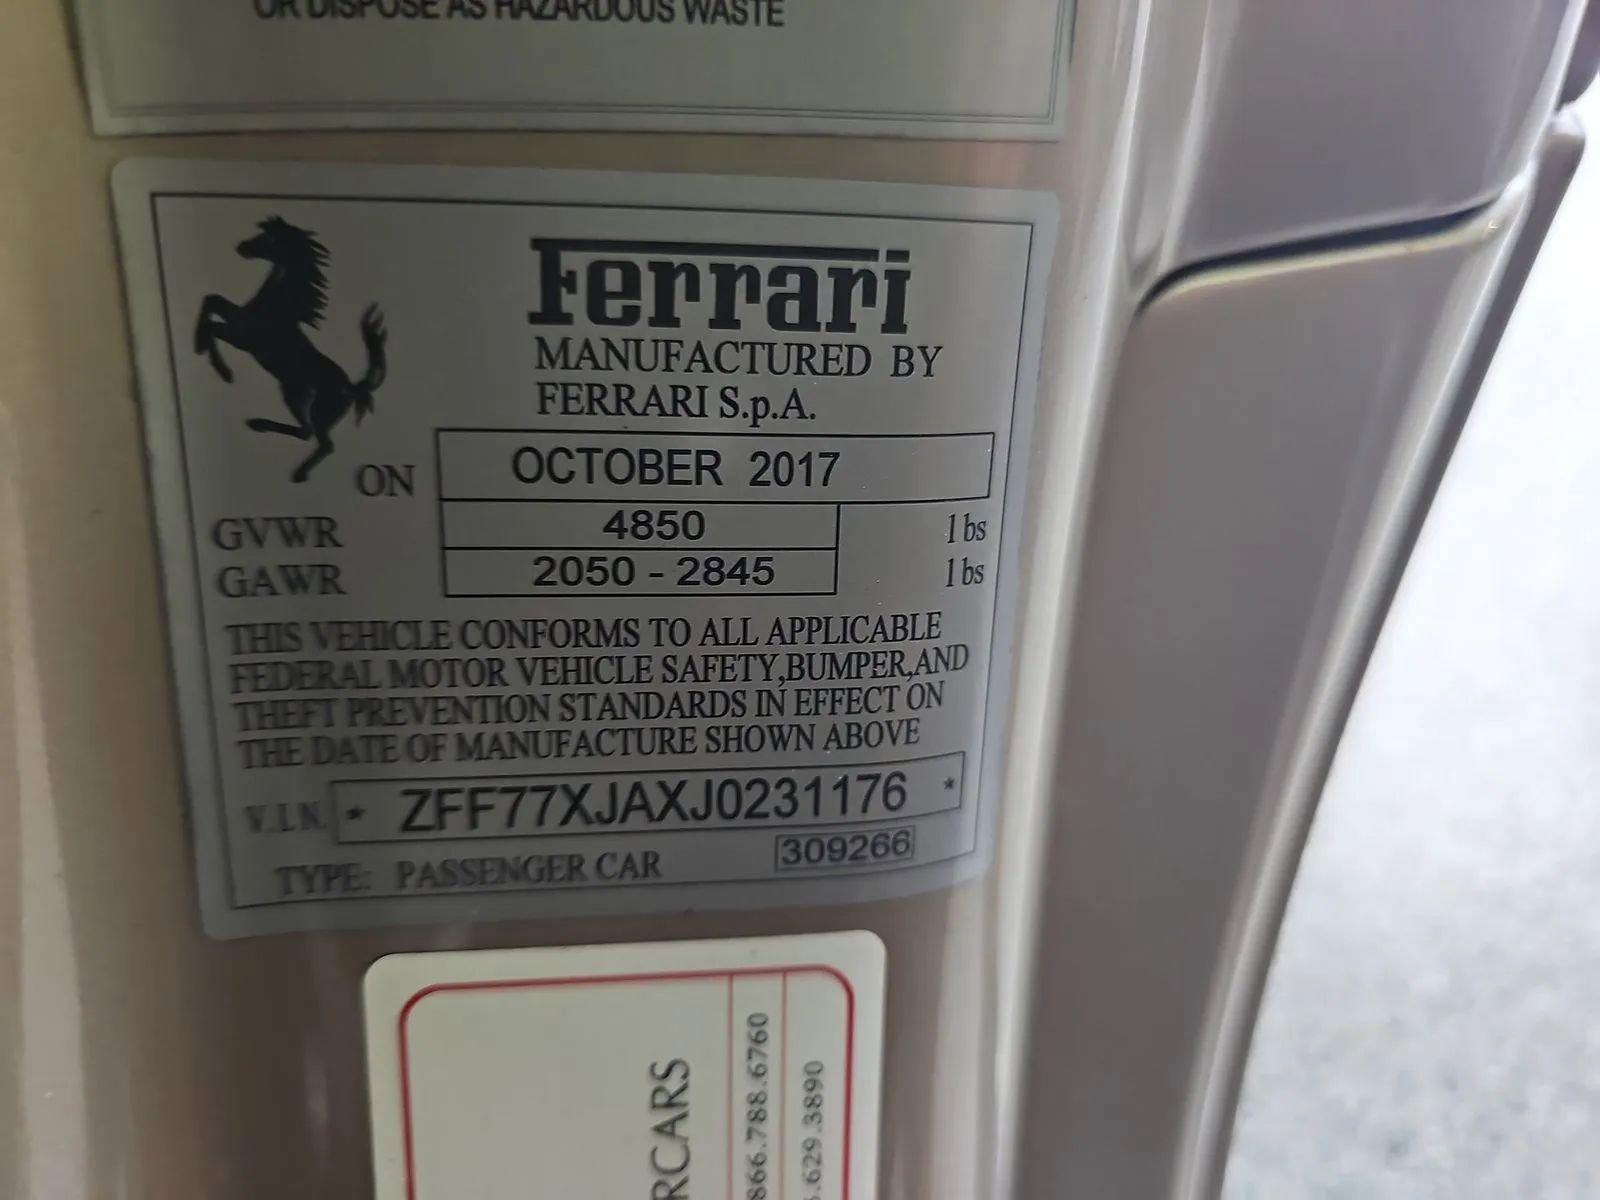 OR DISPOSE AS HAZARDOUS WASTE
Ferrari
MANUFACTURED BY
FERRARI S.p.A.
ON OCTOBER 2017
GVWR 4850 lbs
GAWR 2050 - 2845 lbs
THIS VEHICLE CONFORMS TO ALL APPLICABLE
FEDERAL MOTOR VEHICLE SAFETY,BUMPER,AND
THEFT PREVENTION STANDARDS IN EFFECT ON
THE DATE OF MANUFACTURE SHOWN ABOVE
V.I.N. * ZFF77XJAXJ0231176 *
309266
TYPE: PASSENGER CAR
RCARS
866.788.6760
.629.3890